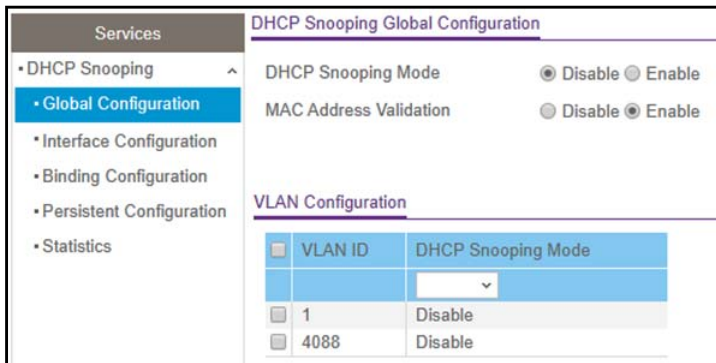 Services
DHCP Snooping
Global Configuration
Interface Configuration
Binding Configuration
Persistent Configuration
Statistics
DHCP Snooping Global Configuration
DHCP Snooping Mode Disable Enable
MAC Address Validation Disable Enable
VLAN Configuration
VLAN ID DHCP Snooping Mode
1 Disable
4088 Disable